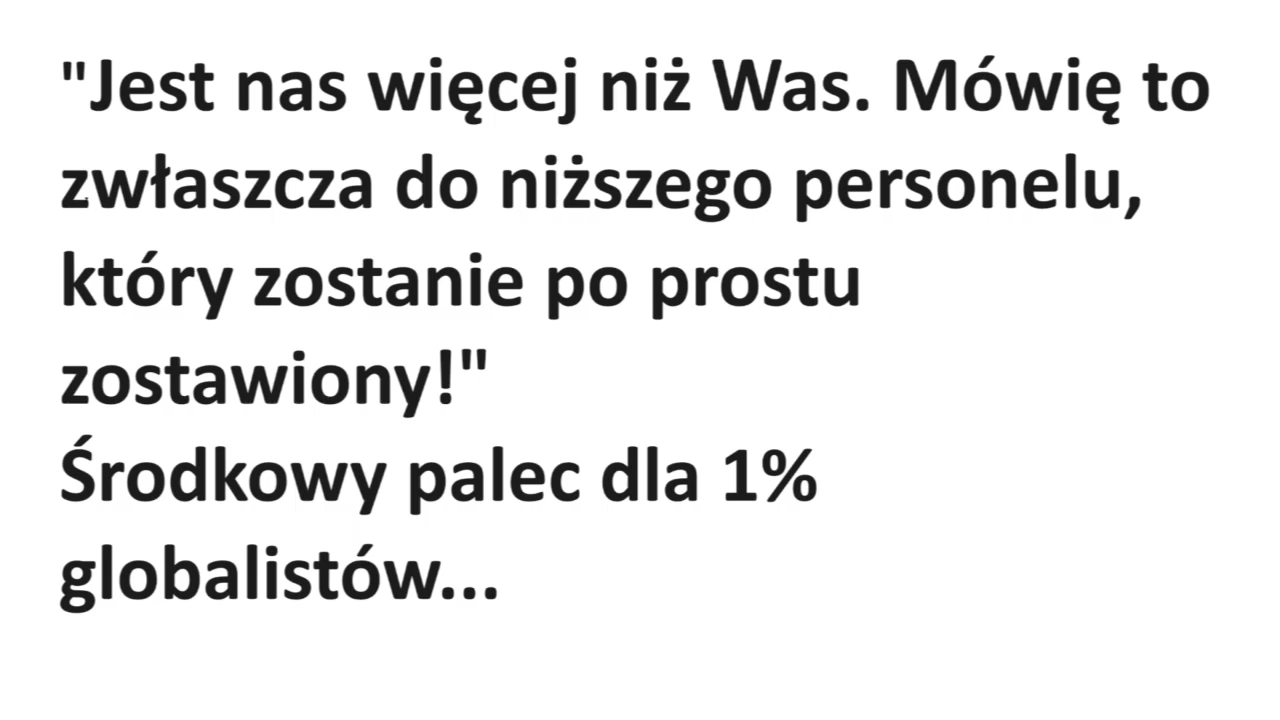 "Jest nas więcej niż Was. Mówię to
zwłaszcza do niższego personelu,
który zostanie po prostu
zostawiony!"
Środkowy palec dla 1%
globalistów...